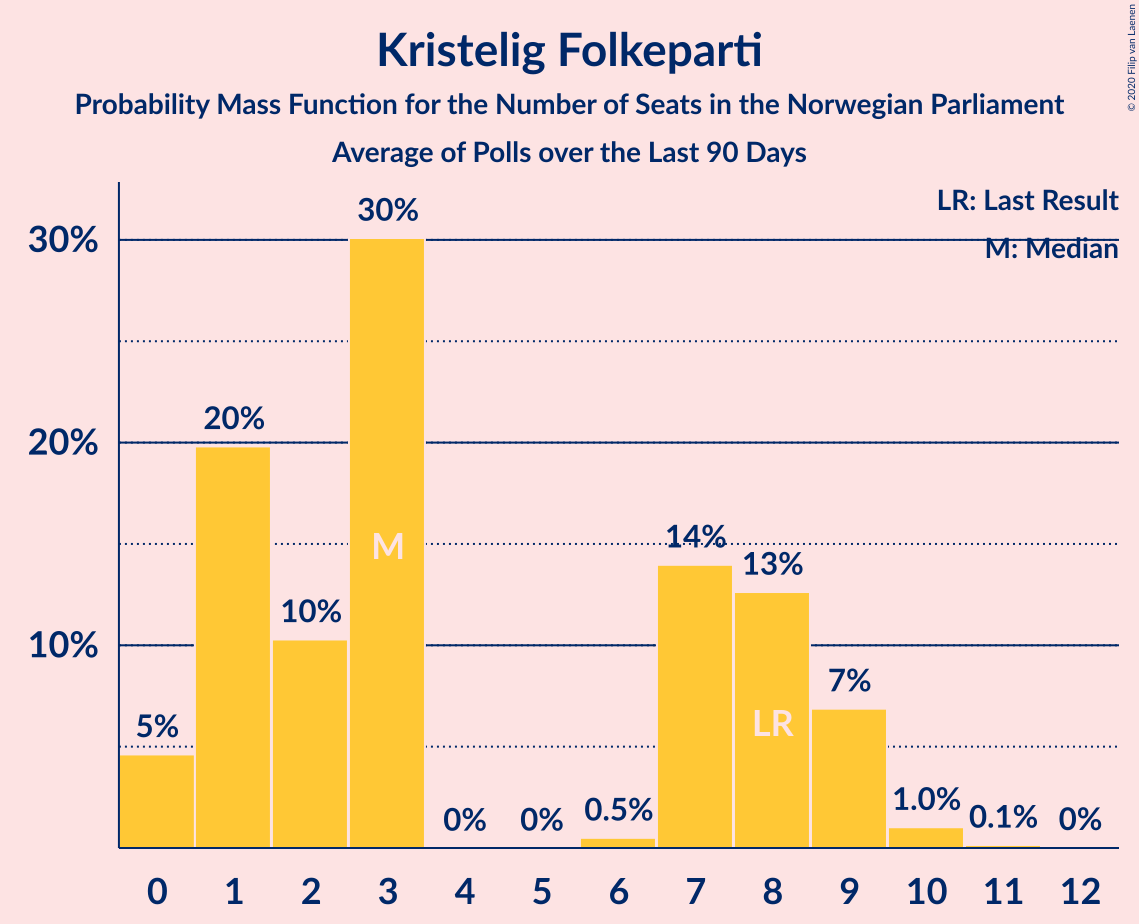 Kristelig Folkeparti
Probability Mass Function for the Number of Seats in the Norwegian Parliament
Average of Polls over the Last 90 Days
© 2020 Filip van Laenen
LR: Last Result
M: Median
30%
20%
10%
5%
20%
10%
30%
0%
0%
0.5%
14%
13%
7%
1.0%
0.1%
0%
M
LR
0 1 2 3 4 5 6 7 8 9 10 11 12